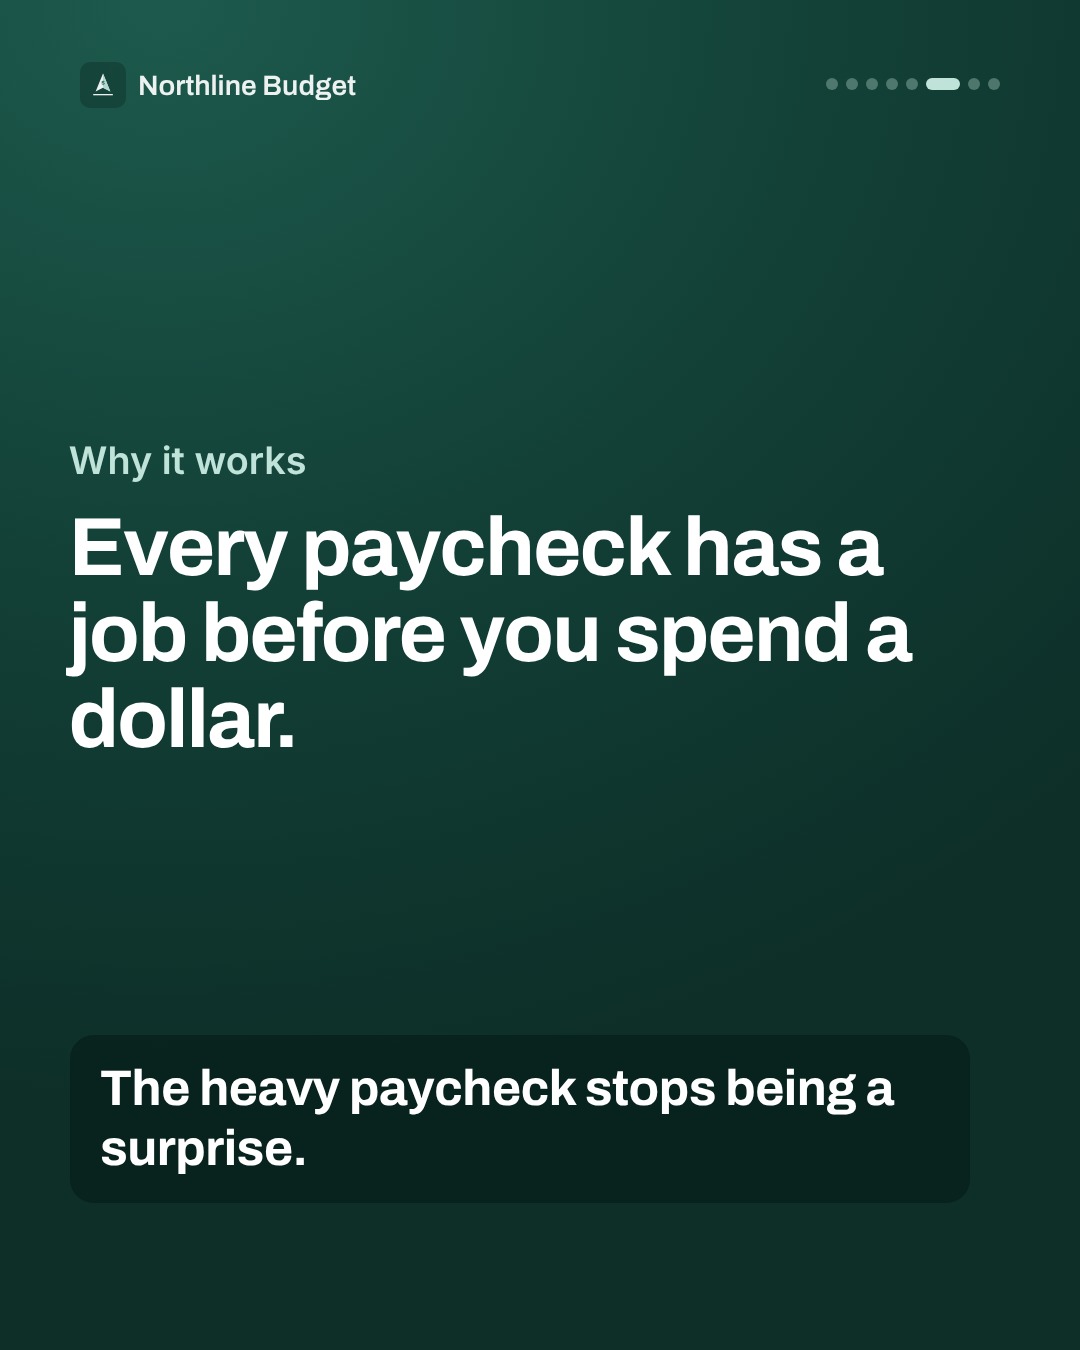 Northline Budget
Why it works
Every paycheck has a
job before you spend a
dollar.
The heavy paycheck stops being a
surprise.